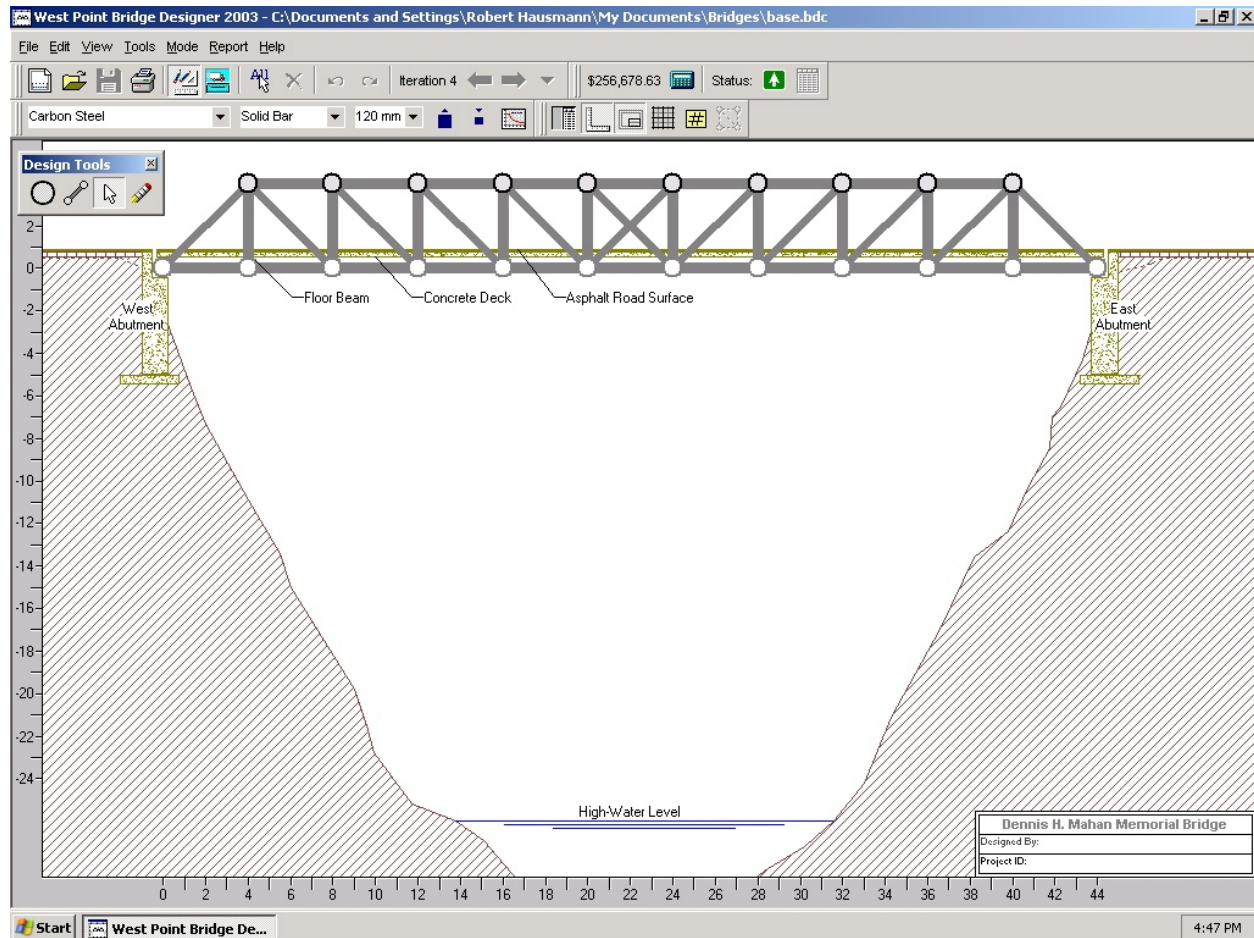 West Point Bridge Designer 2003 - C:\Documents and Settings\Robert Hausmann\My Documents\Bridges\base.bdc
File Edit View Tools Mode Report Help
All Iteration 4 $256,678.63 Status:
Carbon Steel Solid Bar 120 mm
Design Tools
2
0
-2
-4
-6
-8
-10
-12
-14
-16
-18
-20
-22
-24
Floor Beam Concrete Deck Asphalt Road Surface
West
Abutment
East
Abutment
High-Water Level
Dennis H. Mahan Memorial Bridge
Designed By:
Project ID:
0 2 4 6 8 10 12 14 16 18 20 22 24 26 28 30 32 34 36 38 40 42 44
Start West Point Bridge De... 4:47 PM